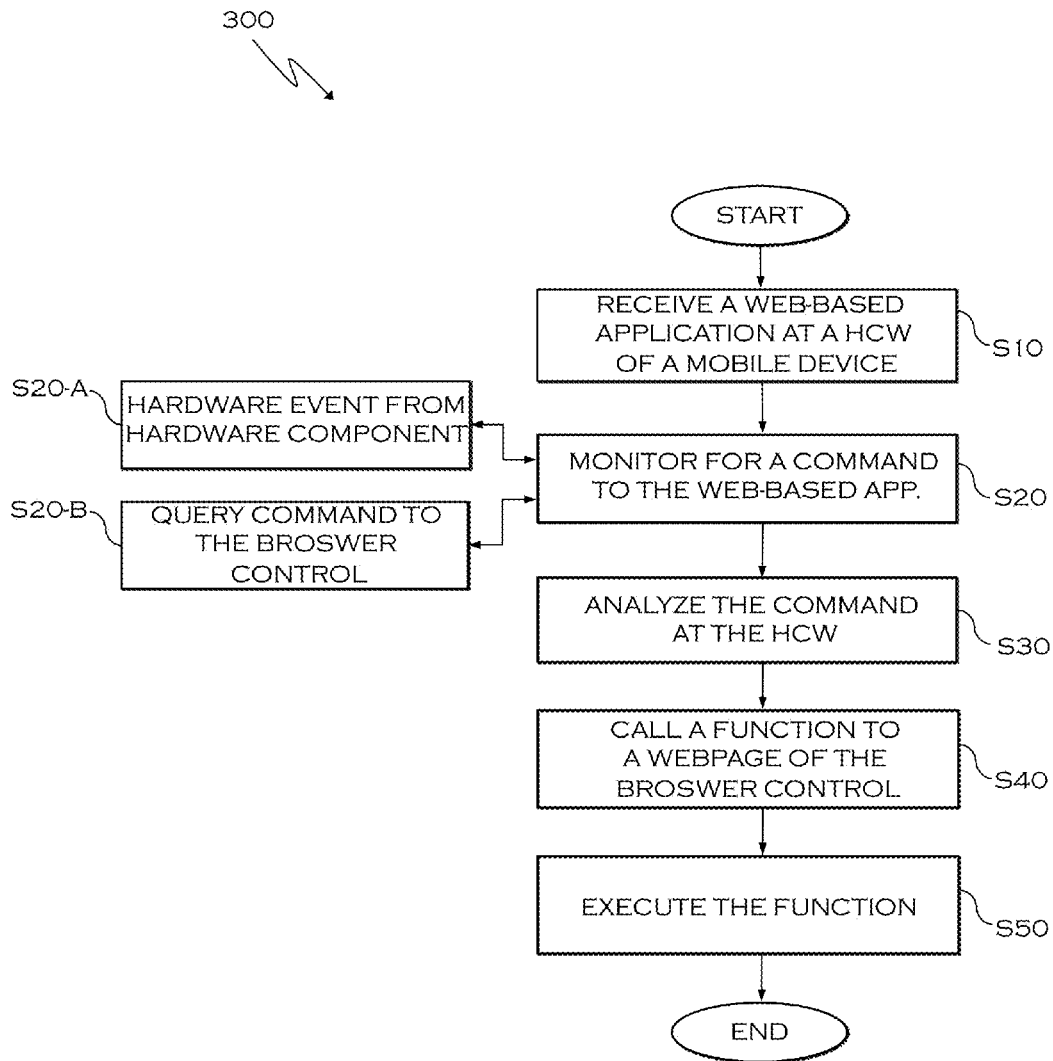 300
START
RECEIVE A WEB-BASED
APPLICATION AT A HCW
OF A MOBILE DEVICE
S10
S20-A
HARDWARE EVENT FROM
HARDWARE COMPONENT
MONITOR FOR A COMMAND
TO THE WEB-BASED APP.
S20
S20-B
QUERY COMMAND TO
THE BROSWER
CONTROL
ANALYZE THE COMMAND
AT THE HCW
S30
CALL A FUNCTION TO
A WEBPAGE OF THE
BROSWER CONTROL
S40
EXECUTE THE FUNCTION
S50
END